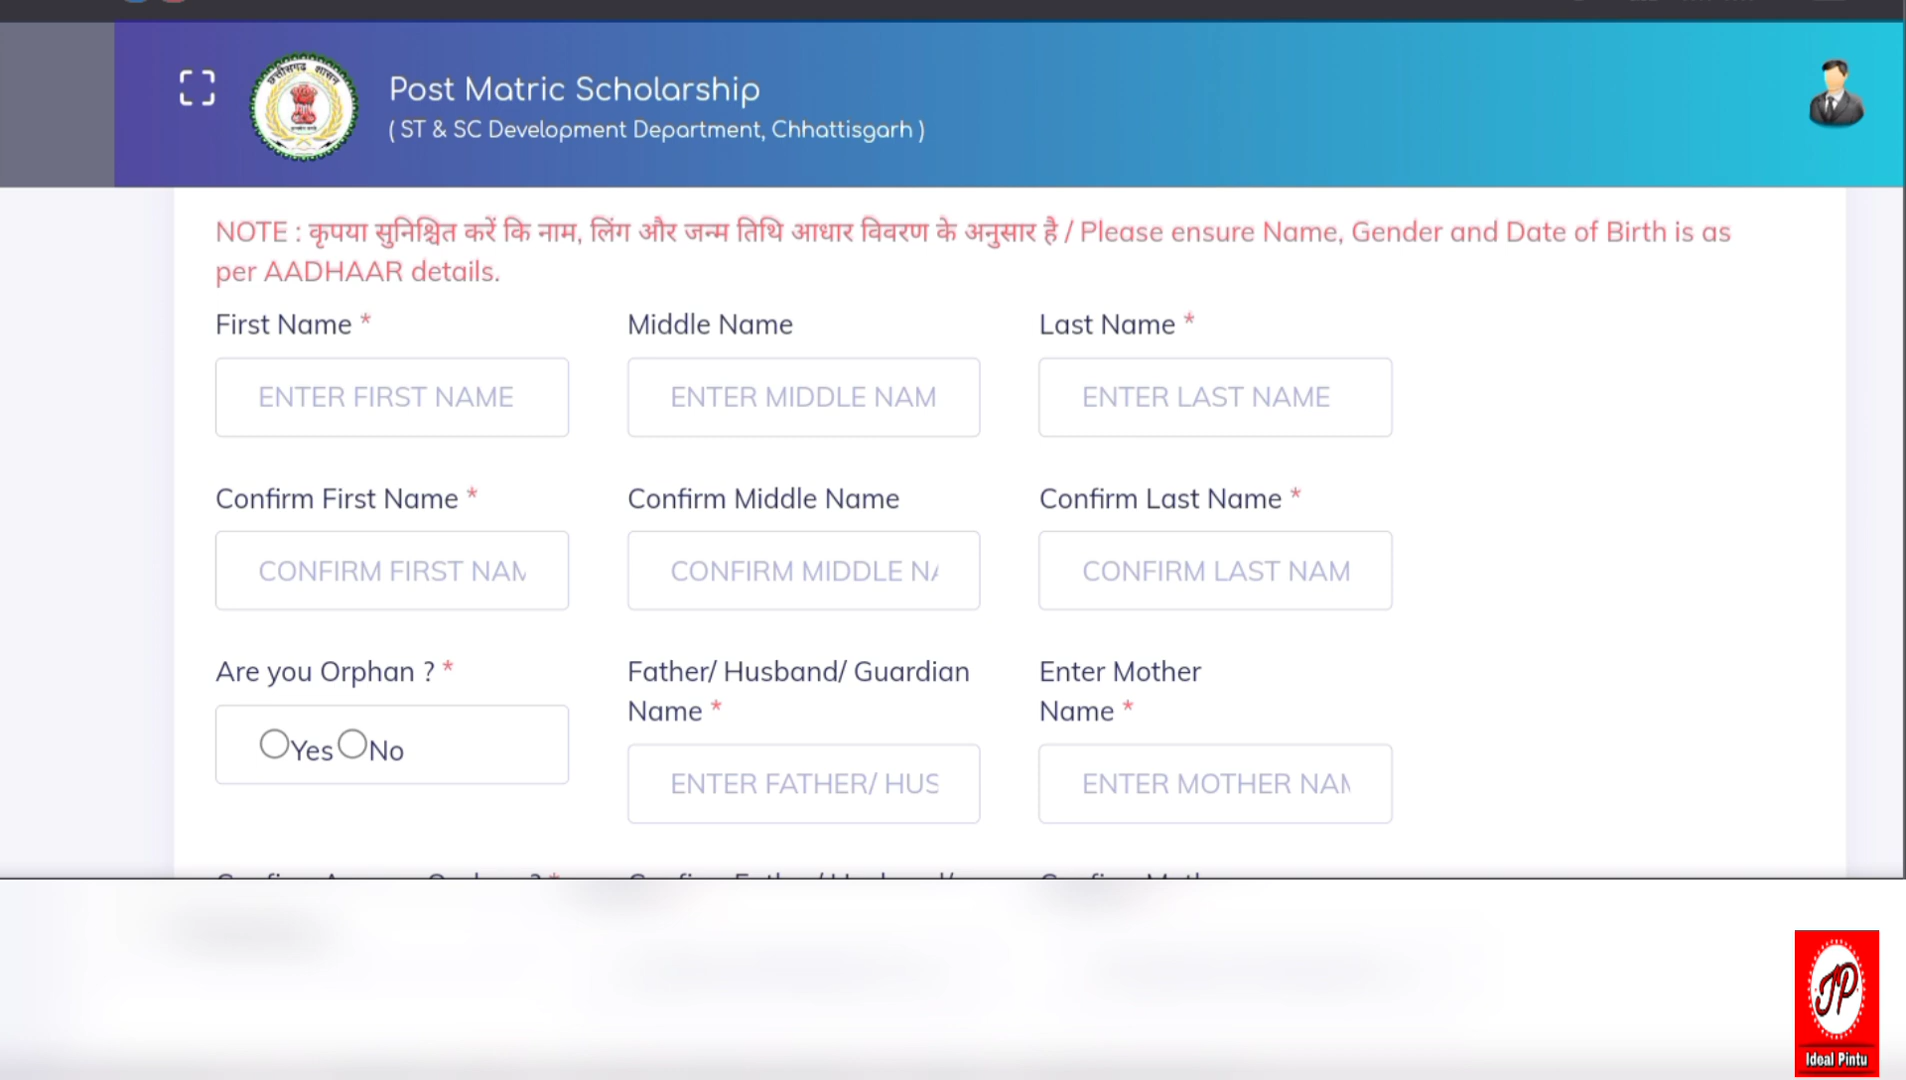 Post Matric Scholarship
( ST & SC Development Department, Chhattisgarh )
NOTE : कृपया सुनिश्चित करें कि नाम, लिंग और जन्म तिथि आधार विवरण के अनुसार है / Please ensure Name, Gender and Date of Birth is as
per AADHAAR details.
First Name * Middle Name Last Name *
ENTER FIRST NAME ENTER MIDDLE NAM ENTER LAST NAME
Confirm First Name * Confirm Middle Name Confirm Last Name *
CONFIRM FIRST NAM CONFIRM MIDDLE NA CONFIRM LAST NAM
Are you Orphan ? * Father/ Husband/ Guardian Enter Mother
Name * Name *
Yes No
ENTER FATHER/ HUS ENTER MOTHER NAM
JP
Ideal Pintu